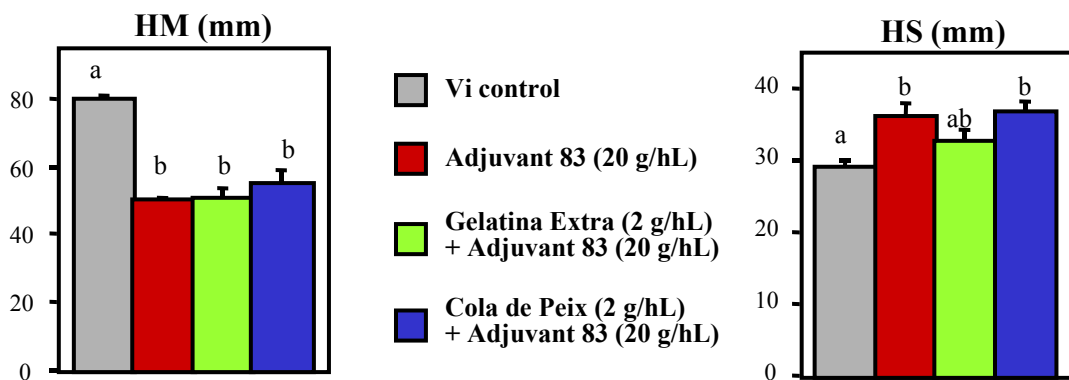 HM (mm)
a
b
b
b
80
60
40
20
0
Vi control
Adjuvant 83 (20 g/hL)
Gelatina Extra (2 g/hL)
+ Adjuvant 83 (20 g/hL)
Cola de Peix (2 g/hL)
+ Adjuvant 83 (20 g/hL)
HS (mm)
a
b
ab
b
40
30
20
10
0